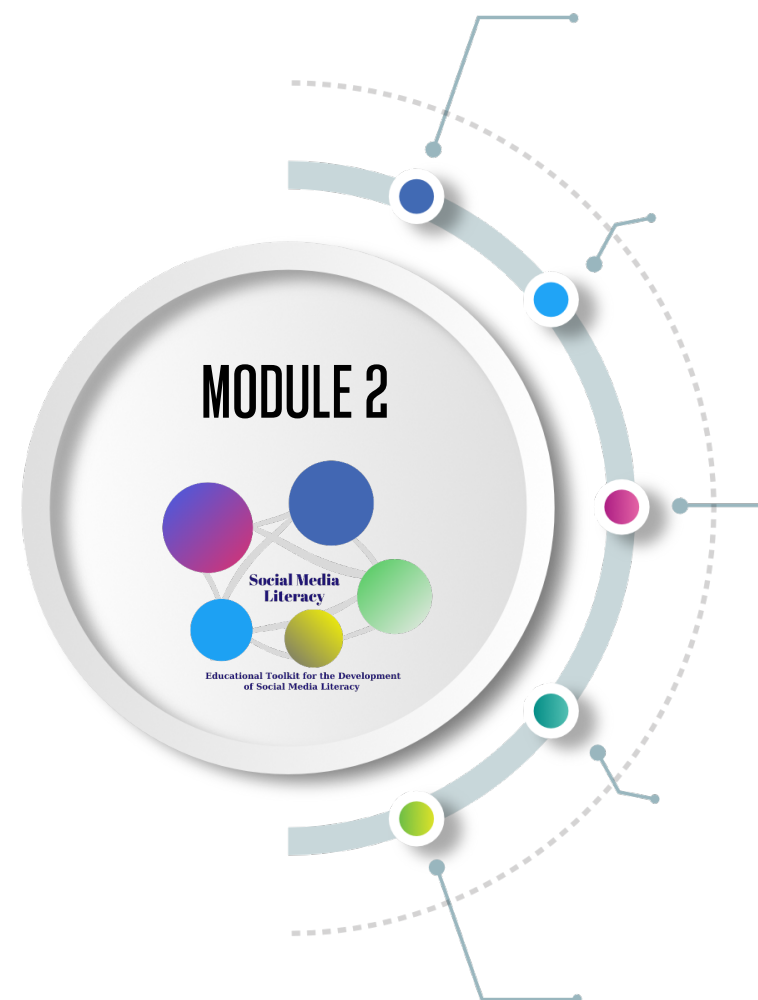 MODULE 2
Social Media
Literacy
Educational Toolkit for the Development
of Social Media Literacy